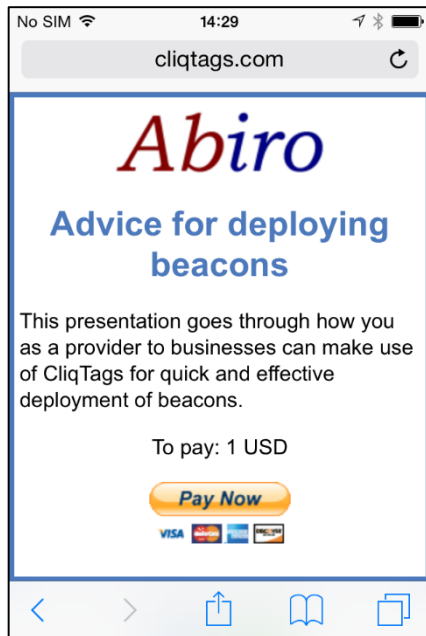 No SIM 14:29
cliqtags.com
Abiro
Advice for deploying
beacons
This presentation goes through how you
as a provider to businesses can make use
of CliqTags for quick and effective
deployment of beacons.
To pay: 1 USD
Pay Now
VISA MasterCard DISCOVER